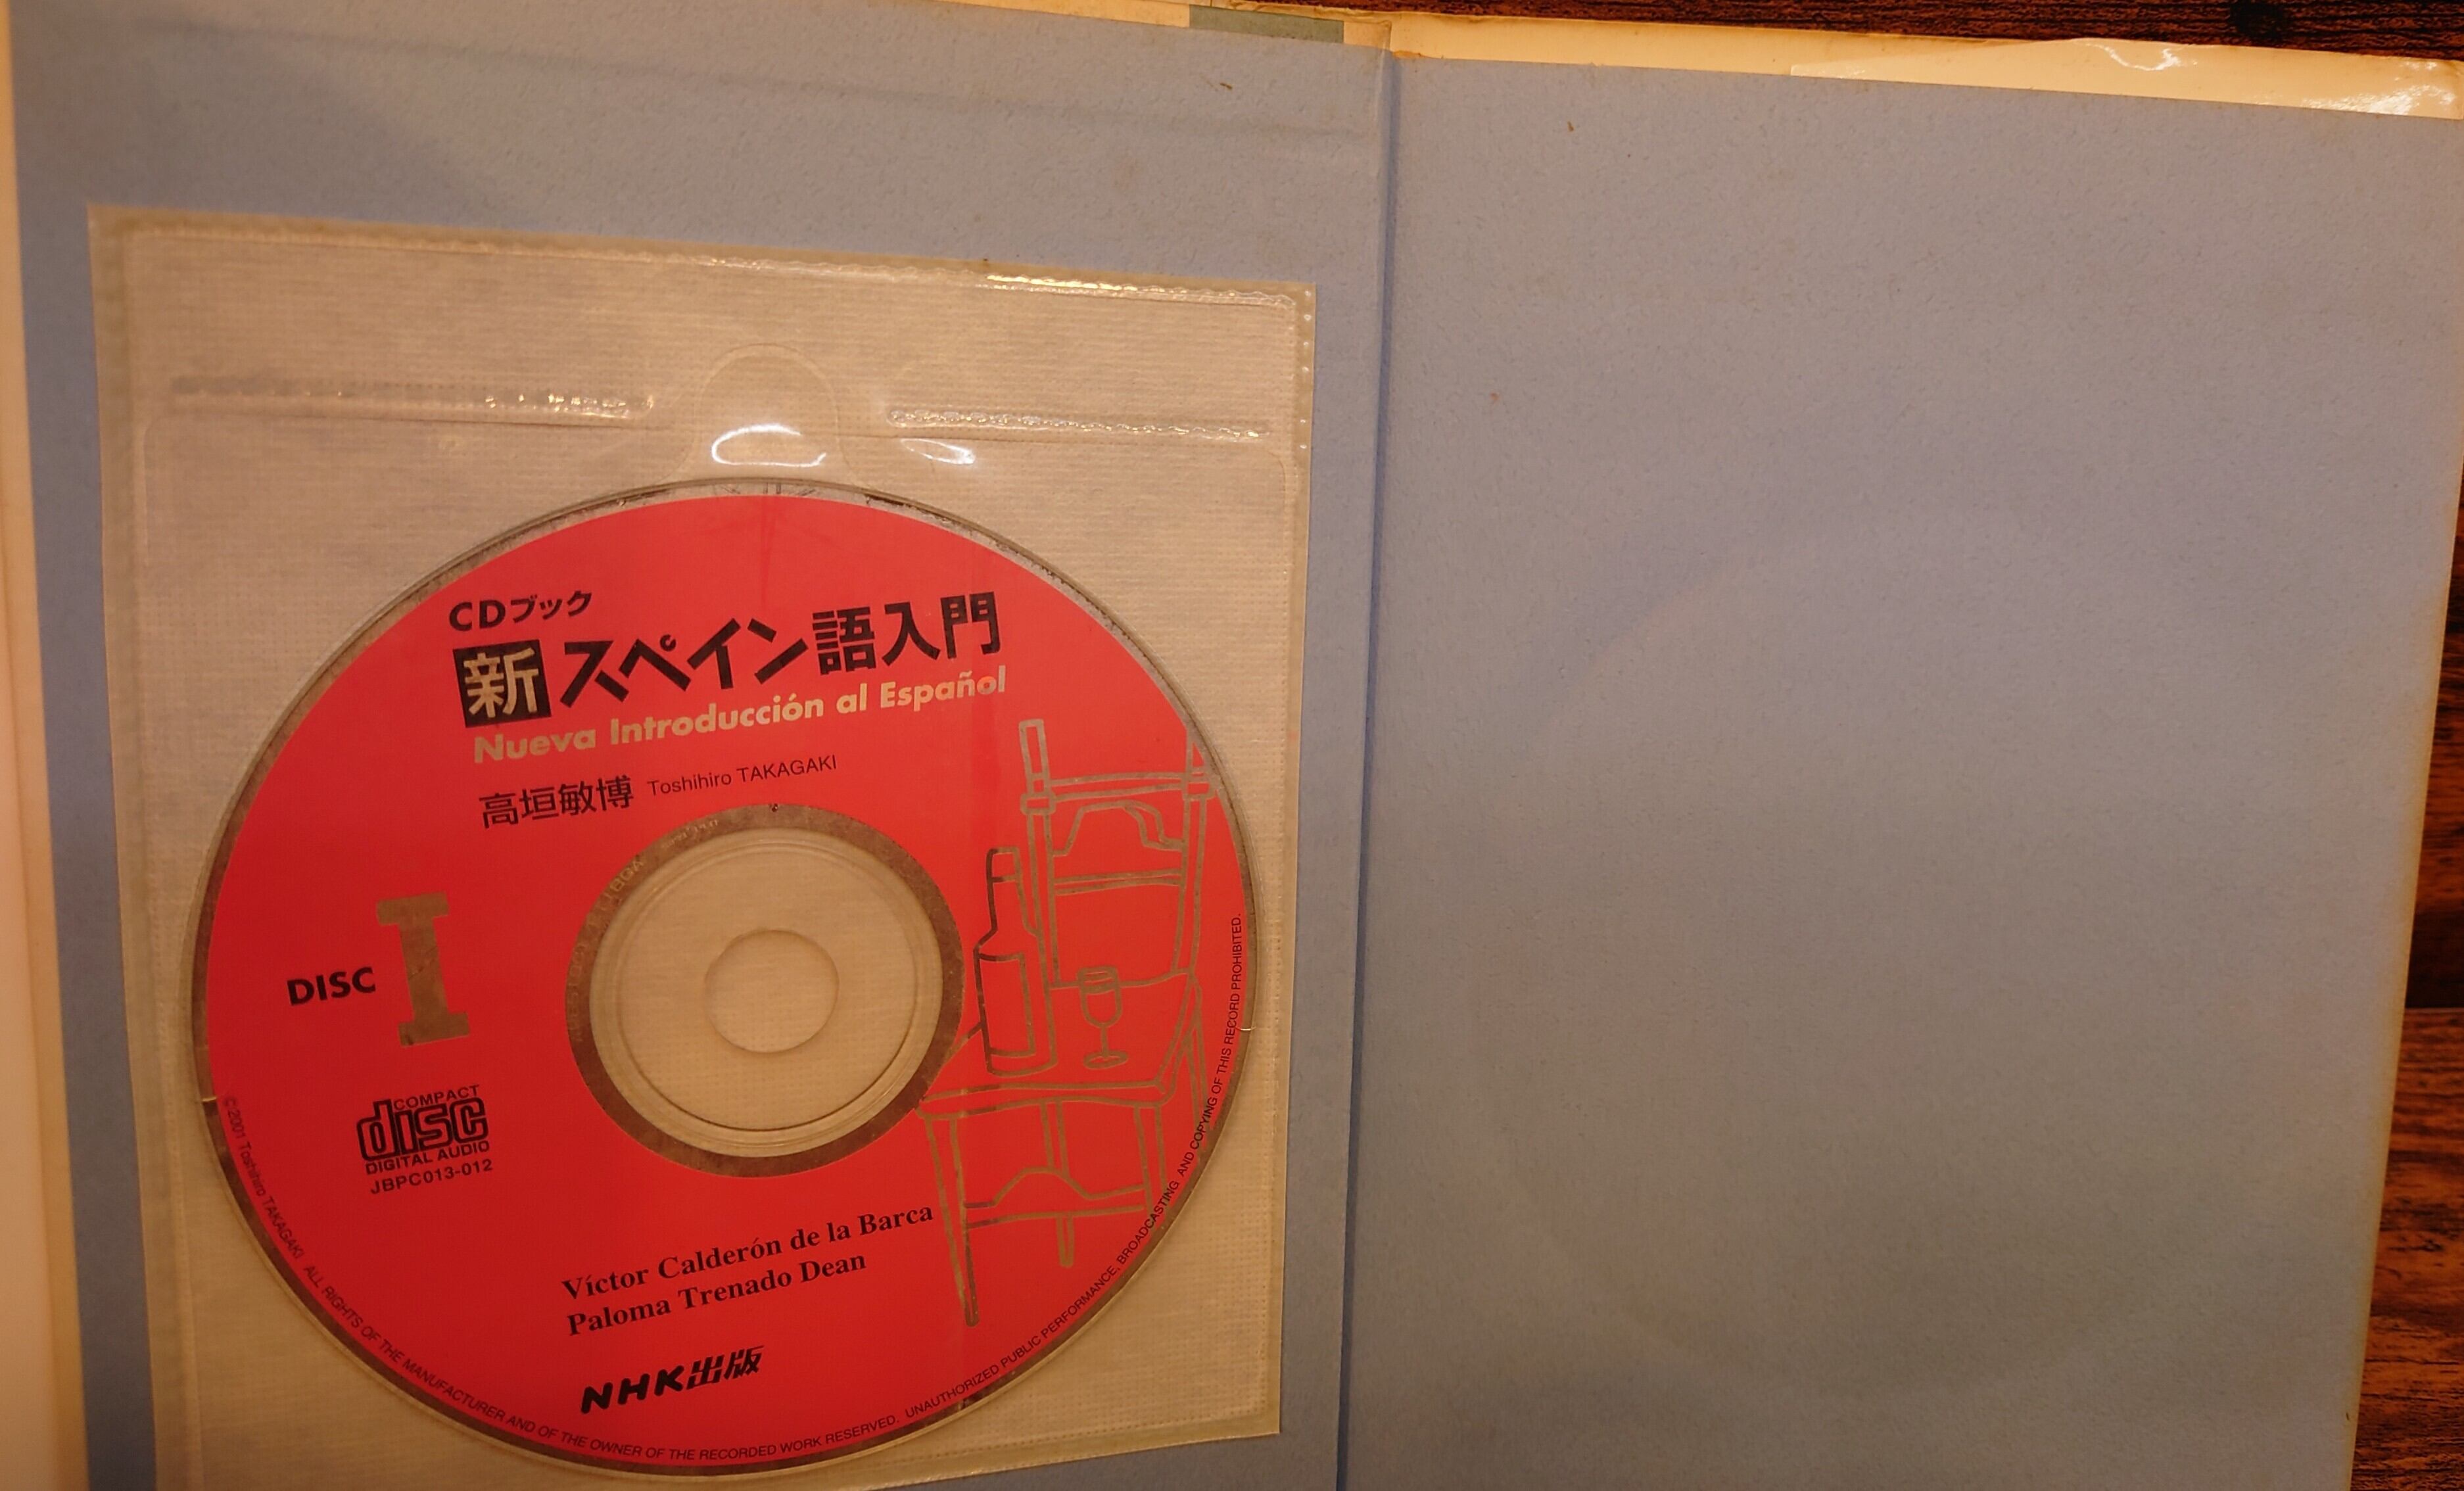 CDブック
新スペイン語入門
Nueva Introducción al Español
高垣敏博 Toshihiro TAKAGAKI
DISC I
COMPACT
disc
DIGITAL AUDIO
JBPC013-012
Víctor Calderón de la Barca
Paloma Trenado Dean
NHK出版
©2001 Toshihiro TAKAGAKI ALL RIGHTS OF THE MANUFACTURER AND OF THE OWNER OF THE RECORDED WORK RESERVED. UNAUTHORIZED PUBLIC PERFORMANCE, BROADCASTING AND COPYING OF THIS RECORD PROHIBITED.